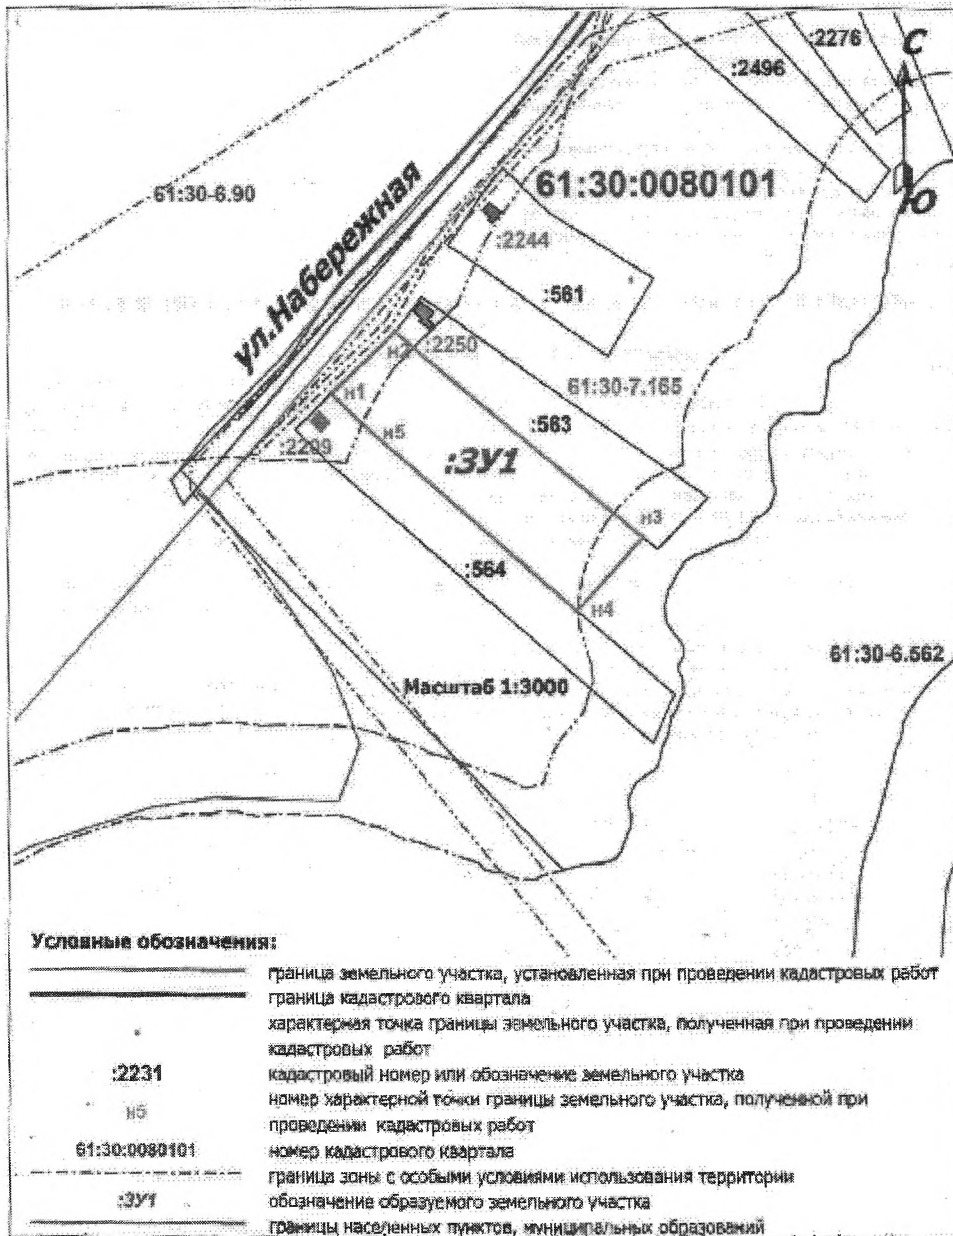 :2276
С
:2496
61:30-6.90
61:30:0080101
Ю
ул.Набережная
:2244
:561
н2
:2250
61:30-7.165
н1
:563
н5
:2299
:ЗУ1
н3
:564
н4
61:30-6.562
Масштаб 1:3000
Условные обозначения:
граница земельного участка, установленная при проведении кадастровых работ
граница кадастрового квартала
характерная точка границы земельного участка, полученная при проведении
кадастровых работ
:2231
кадастровый номер или обозначение земельного участка
н5
номер характерной точки границы земельного участка, полученной при
проведении кадастровых работ
61:30:0080101
номер кадастрового квартала
граница зоны с особыми условиями использования территории
:ЗУ1
обозначение образуемого земельного участка
границы населенных пунктов, муниципальных образований